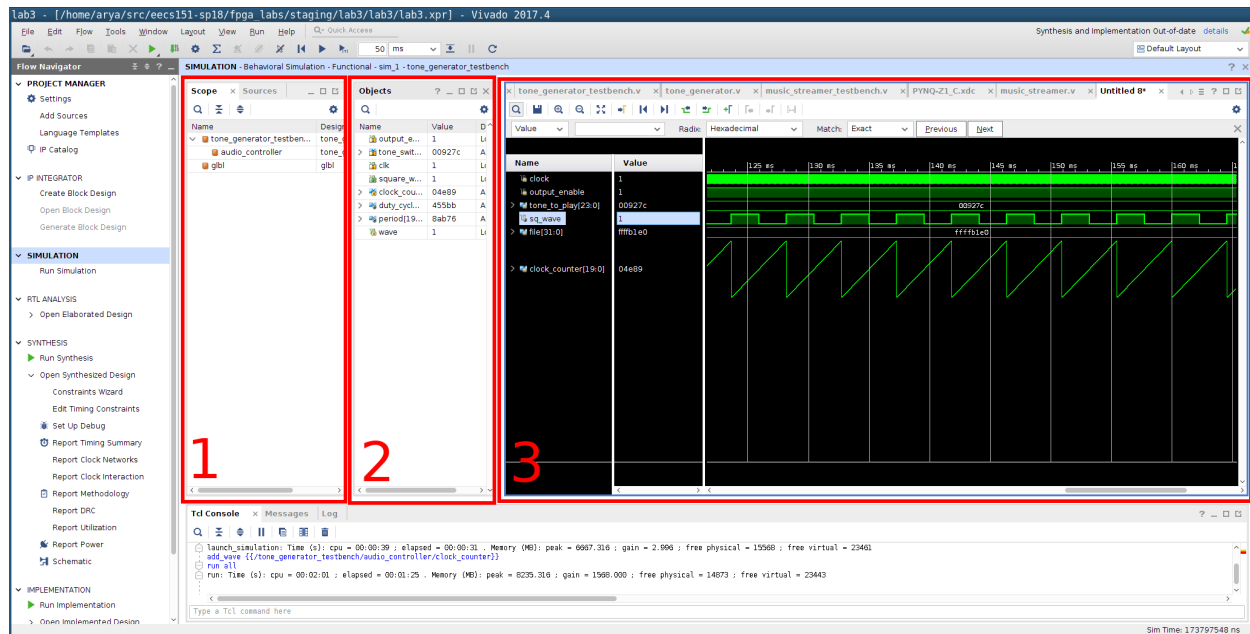 lab3 - [/home/arya/src/eecs151-sp18/fpga_labs/staging/lab3/lab3/lab3.xpr] - Vivado 2017.4
File Edit Flow Tools Window Layout View Run Help Q- Quick Access
Synthesis and Implementation Out-of-date details
50 ms
Default Layout
Flow Navigator
SIMULATION - Behavioral Simulation - Functional - sim_1 - tone_generator_testbench
PROJECT MANAGER
Settings
Add Sources
Language Templates
IP Catalog
IP INTEGRATOR
Create Block Design
Open Block Design
Generate Block Design
SIMULATION
Run Simulation
RTL ANALYSIS
Open Elaborated Design
SYNTHESIS
Run Synthesis
Open Synthesized Design
Constraints Wizard
Edit Timing Constraints
Set Up Debug
Report Timing Summary
Report Clock Networks
Report Clock Interaction
Report Methodology
Report DRC
Report Utilization
Report Power
Schematic
IMPLEMENTATION
Run Implementation
Open Implemented Design
Scope Sources
Name Design
tone_generator_testben... tone_
audio_controller tone_
glbl glbl
1
Objects
Name Value D
output_e... 1 Lo
tone_swit... 00927c A
clk 1 Lo
square_w... 1 Lo
clock_cou... 04e89 A
duty_cycl... 455bb A
period[19... 8ab76 A
wave 1 Lo
2
tone_generator_testbench.v tone_generator.v music_streamer_testbench.v PYNQ-Z1_C.xdc music_streamer.v Untitled 8*
Value Radix: Hexadecimal Match: Exact Previous Next
Name Value
125 ms 130 ms 135 ms 140 ms 145 ms 150 ms 155 ms 160 ms
clock 1
output_enable 1
tone_to_play[23:0] 00927c 00927c
sq_wave 1
file[31:0] ffffb1e0 ffffb1e0
clock_counter[19:0] 04e89
3
Tcl Console Messages Log
launch_simulation: Time (s): cpu = 00:00:39 ; elapsed = 00:00:31 . Memory (MB): peak = 6667.316 ; gain = 2.996 ; free physical = 15568 ; free virtual = 23461
add_wave {{/tone_generator_testbench/audio_controller/clock_counter}}
run all
run: Time (s): cpu = 00:02:01 ; elapsed = 00:01:25 . Memory (MB): peak = 8235.316 ; gain = 1568.000 ; free physical = 14873 ; free virtual = 23443
Type a Tcl command here
Sim Time: 173797548 ns